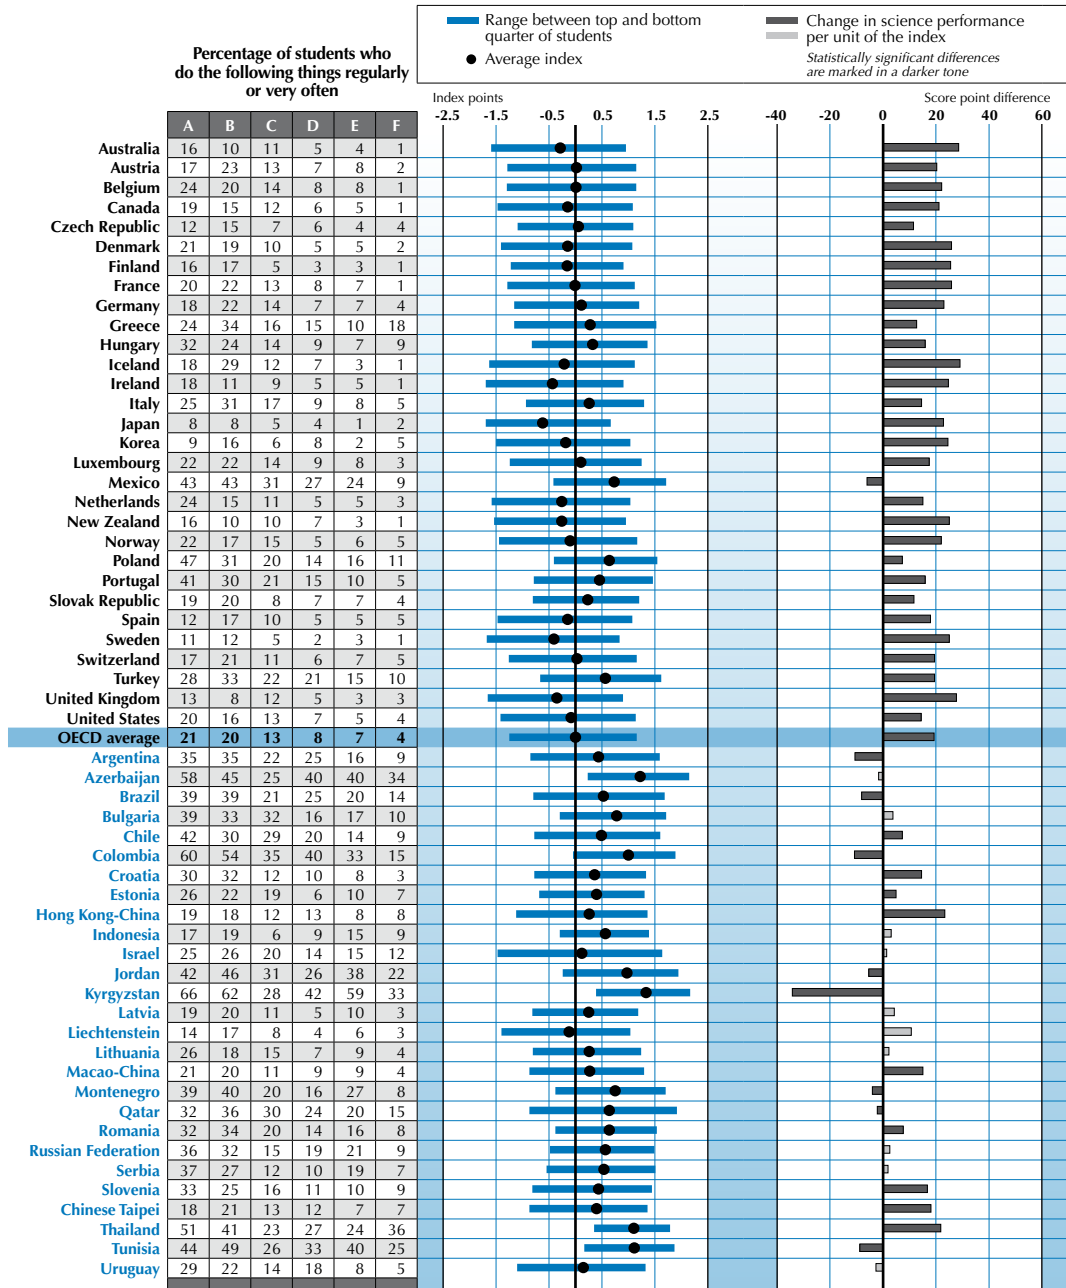 Range between top and bottom
quarter of students
Average index
Change in science performance
per unit of the index
Statistically significant differences
are marked in a darker tone
Percentage of students who
do the following things regularly
or very often
Index points
Score point difference
-2.5 -1.5 -0.5 0.5 1.5 2.5 -40 -20 0 20 40 60
A B C D E F
Australia 16 10 11 5 4 1
Austria 17 23 13 7 8 2
Belgium 24 20 14 8 8 1
Canada 19 15 12 6 5 1
Czech Republic 12 15 7 6 4 4
Denmark 21 19 10 5 5 2
Finland 16 17 5 3 3 1
France 20 22 13 8 7 1
Germany 18 22 14 7 7 4
Greece 24 34 16 15 10 18
Hungary 32 24 14 9 7 9
Iceland 18 29 12 7 3 1
Ireland 18 11 9 5 5 1
Italy 25 31 17 9 8 5
Japan 8 8 5 4 1 2
Korea 9 16 6 8 2 5
Luxembourg 22 22 14 9 8 3
Mexico 43 43 31 27 24 9
Netherlands 24 15 11 5 5 3
New Zealand 16 10 10 7 3 1
Norway 22 17 15 5 6 5
Poland 47 31 20 14 16 11
Portugal 41 30 21 15 10 5
Slovak Republic 19 20 8 7 7 4
Spain 12 17 10 5 5 5
Sweden 11 12 5 2 3 1
Switzerland 17 21 11 6 7 5
Turkey 28 33 22 21 15 10
United Kingdom 13 8 12 5 3 3
United States 20 16 13 7 5 4
OECD average 21 20 13 8 7 4
Argentina 35 35 22 25 16 9
Azerbaijan 58 45 25 40 40 34
Brazil 39 39 21 25 20 14
Bulgaria 39 33 32 16 17 10
Chile 42 30 29 20 14 9
Colombia 60 54 35 40 33 15
Croatia 30 32 12 10 8 3
Estonia 26 22 19 6 10 7
Hong Kong-China 19 18 12 13 8 8
Indonesia 17 19 6 9 15 9
Israel 25 26 20 14 15 12
Jordan 42 46 31 26 38 22
Kyrgyzstan 66 62 28 42 59 33
Latvia 19 20 11 5 10 3
Liechtenstein 14 17 8 4 6 3
Lithuania 26 18 15 7 9 4
Macao-China 21 20 11 9 9 4
Montenegro 39 40 20 16 27 8
Qatar 32 36 30 24 20 15
Romania 32 34 20 14 16 8
Russian Federation 36 32 15 19 21 9
Serbia 37 27 12 10 19 7
Slovenia 33 25 16 11 10 9
Chinese Taipei 18 21 13 12 7 7
Thailand 51 41 23 27 24 36
Tunisia 44 49 26 33 40 25
Uruguay 29 22 14 18 8 5